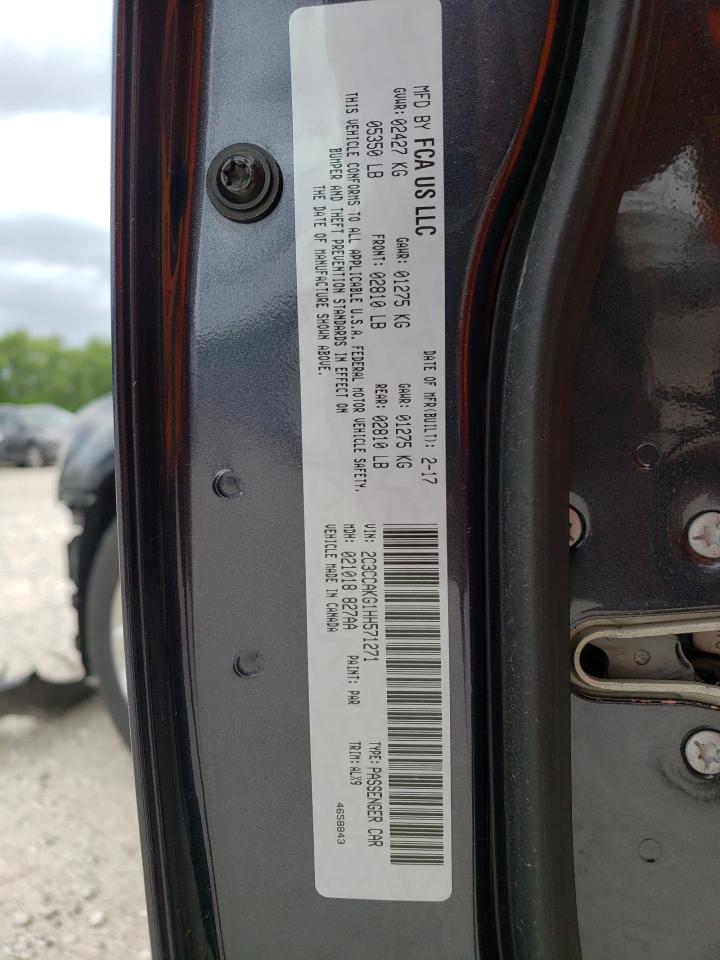 MFD BY FCA US LLC DATE OF MFR(BUILT): 2-17
GVWR: 02427 KG GAWR: 01275 KG GAWR: 01275 KG
05350 LB FRONT: 02810 LB REAR: 02810 LB
THIS VEHICLE CONFORMS TO ALL APPLICABLE U.S.A. FEDERAL MOTOR VEHICLE SAFETY,
BUMPER AND THEFT PREVENTION STANDARDS IN EFFECT ON
THE DATE OF MANUFACTURE SHOWN ABOVE.
VIN: 2C3CCAKG1HH571271 TYPE: PASSENGER CAR
MDH: 021018 827AA PAINT: PAR TRIM: ALX9
VEHICLE MADE IN CANADA 4658843